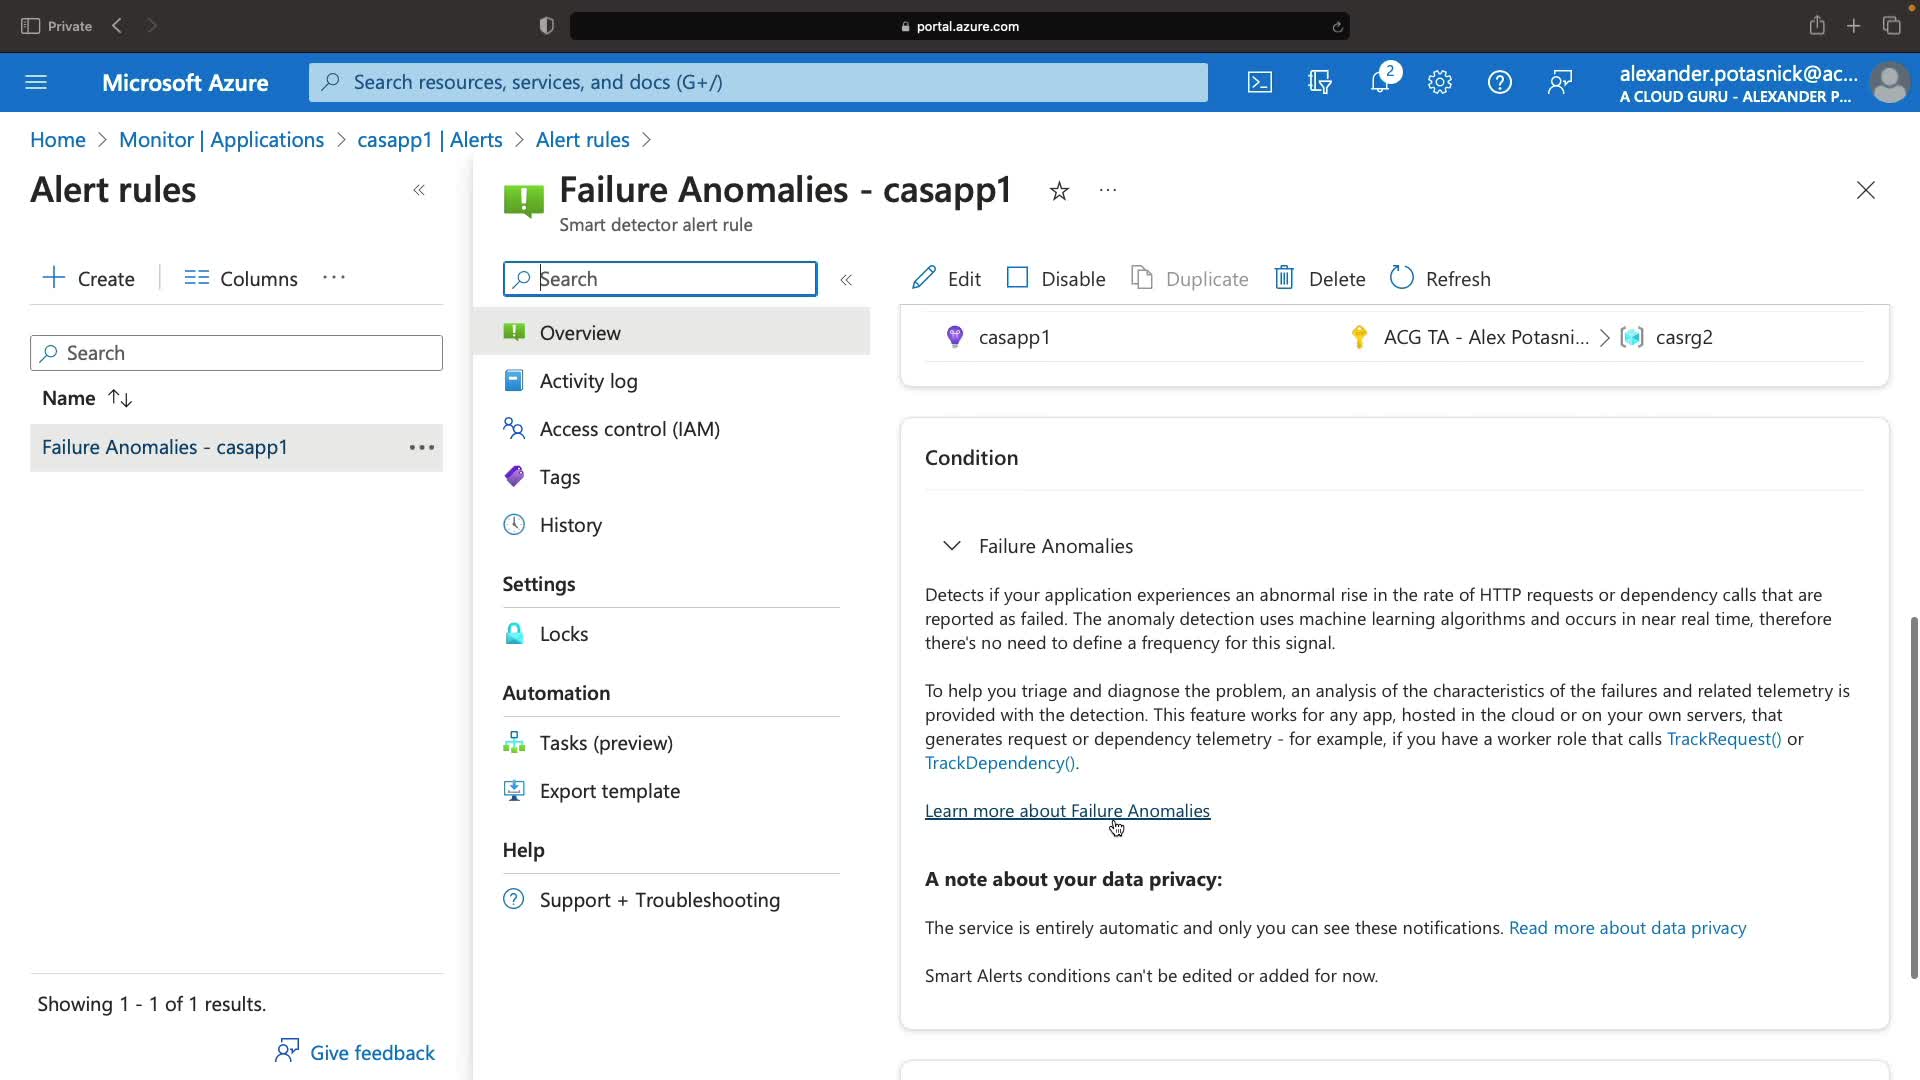 Private
portal.azure.com
Microsoft Azure
Search resources, services, and docs (G+/)
2
alexander.potasnick@ac...
A CLOUD GURU - ALEXANDER P...
Home > Monitor | Applications > casapp1 | Alerts > Alert rules >
Alert rules
«
Create
Columns
...
Search
Name
Failure Anomalies - casapp1
...
Showing 1 - 1 of 1 results.
Give feedback
Failure Anomalies - casapp1
...
Smart detector alert rule
Search
«
Overview
Activity log
Access control (IAM)
Tags
History
Settings
Locks
Automation
Tasks (preview)
Export template
Help
Support + Troubleshooting
Edit
Disable
Duplicate
Delete
Refresh
casapp1
ACG TA - Alex Potasni... > casrg2
Condition
Failure Anomalies
Detects if your application experiences an abnormal rise in the rate of HTTP requests or dependency calls that are
reported as failed. The anomaly detection uses machine learning algorithms and occurs in near real time, therefore
there's no need to define a frequency for this signal.
To help you triage and diagnose the problem, an analysis of the characteristics of the failures and related telemetry is
provided with the detection. This feature works for any app, hosted in the cloud or on your own servers, that
generates request or dependency telemetry - for example, if you have a worker role that calls TrackRequest() or
TrackDependency().
Learn more about Failure Anomalies
A note about your data privacy:
The service is entirely automatic and only you can see these notifications. Read more about data privacy
Smart Alerts conditions can't be edited or added for now.